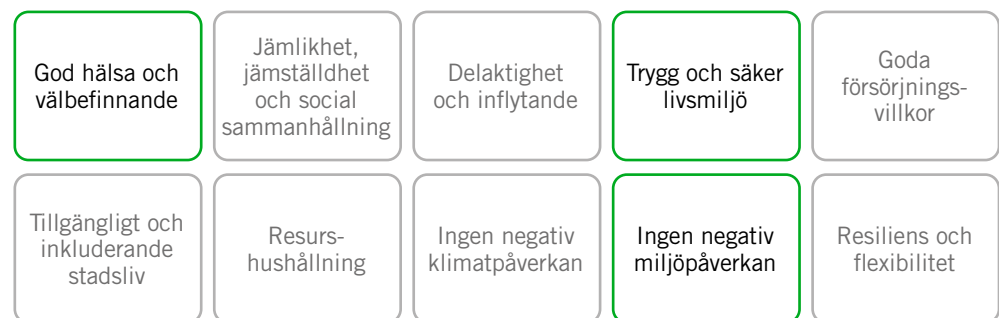 God hälsa och
välbefinnande
Jämlikhet,
jämställdhet
och social
sammanhållning
Delaktighet
och inflytande
Trygg och säker
livsmiljö
Goda
försörjnings-
villkor
Tillgängligt och
inkluderande
stadsliv
Resurs-
hushållning
Ingen negativ
klimatpåverkan
Ingen negativ
miljöpåverkan
Resiliens och
flexibilitet